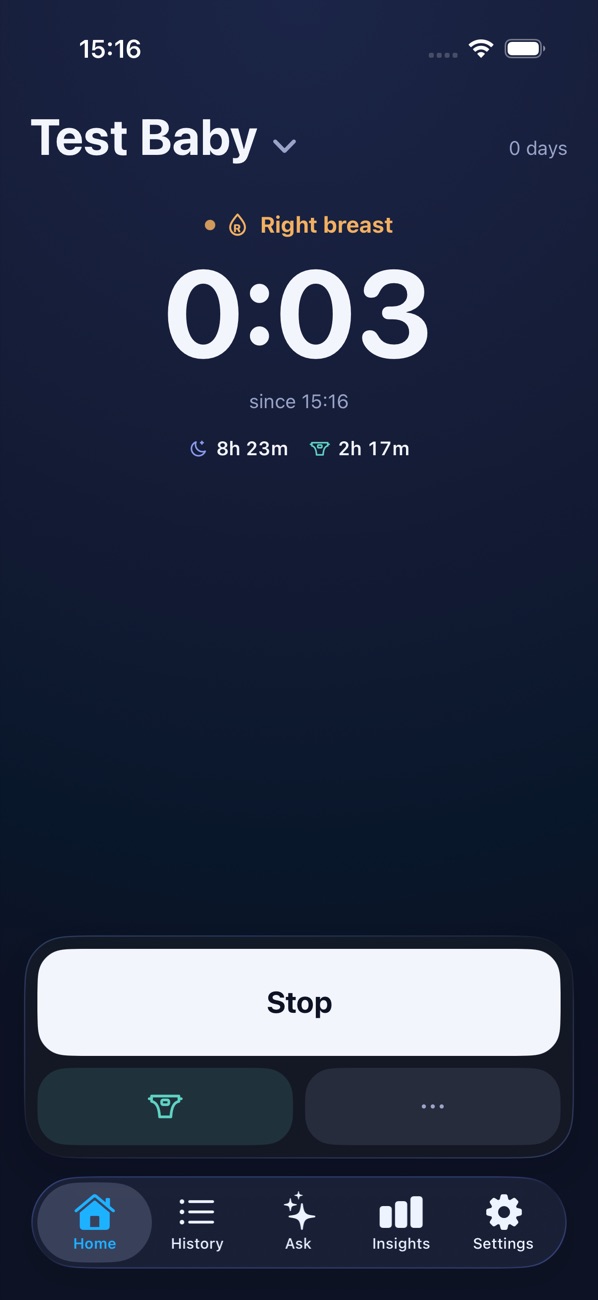 15:16
Test Baby
0 days
R Right breast
0:03
since 15:16
8h 23m 2h 17m
Stop
...
Home History Ask Insights Settings